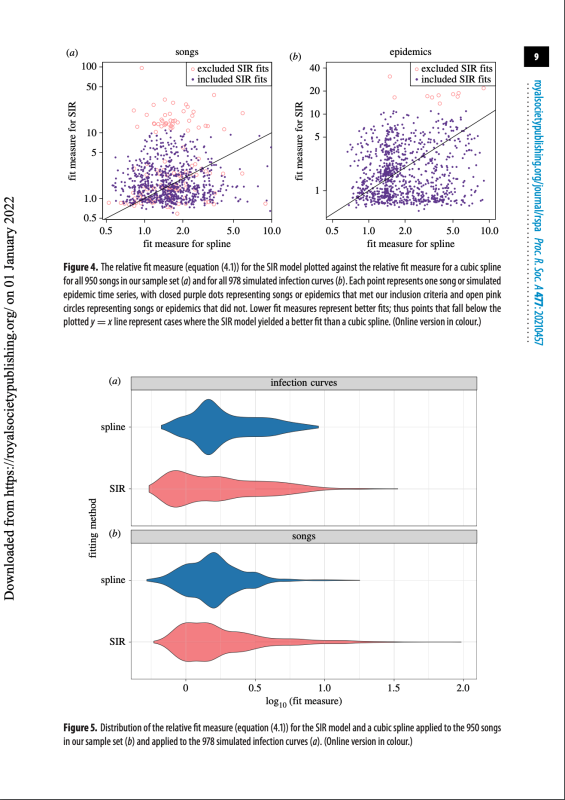 9
royalsocietypublishing.org/journal/rspa Proc. R. Soc. A 477: 20210457
Downloaded from https://royalsocietypublishing.org/ on 01 January 2022
(a) songs
excluded SIR fits
included SIR fits
fit measure for SIR
100
50
10
5
1.0
0.5
0.5 1.0 2.0 5.0 10.0
fit measure for spline
(b) epidemics
excluded SIR fits
included SIR fits
fit measure for SIR
40
20
10
5
1
0.5 1.0 2.0 5.0 10.0
fit measure for spline
Figure 4. The relative fit measure (equation (4.1)) for the SIR model plotted against the relative fit measure for a cubic spline
for all 950 songs in our sample set (a) and for all 978 simulated infection curves (b). Each point represents one song or simulated
epidemic time series, with closed purple dots representing songs or epidemics that met our inclusion criteria and open pink
circles representing songs or epidemics that did not. Lower fit measures represent better fits; thus points that fall below the
plotted y = x line represent cases where the SIR model yielded a better fit than a cubic spline. (Online version in colour.)
(a) infection curves
spline
SIR
fitting method
(b) songs
spline
SIR
0 0.5 1.0 1.5 2.0
log10 (fit measure)
Figure 5. Distribution of the relative fit measure (equation (4.1)) for the SIR model and a cubic spline applied to the 950 songs
in our sample set (b) and applied to the 978 simulated infection curves (a). (Online version in colour.)